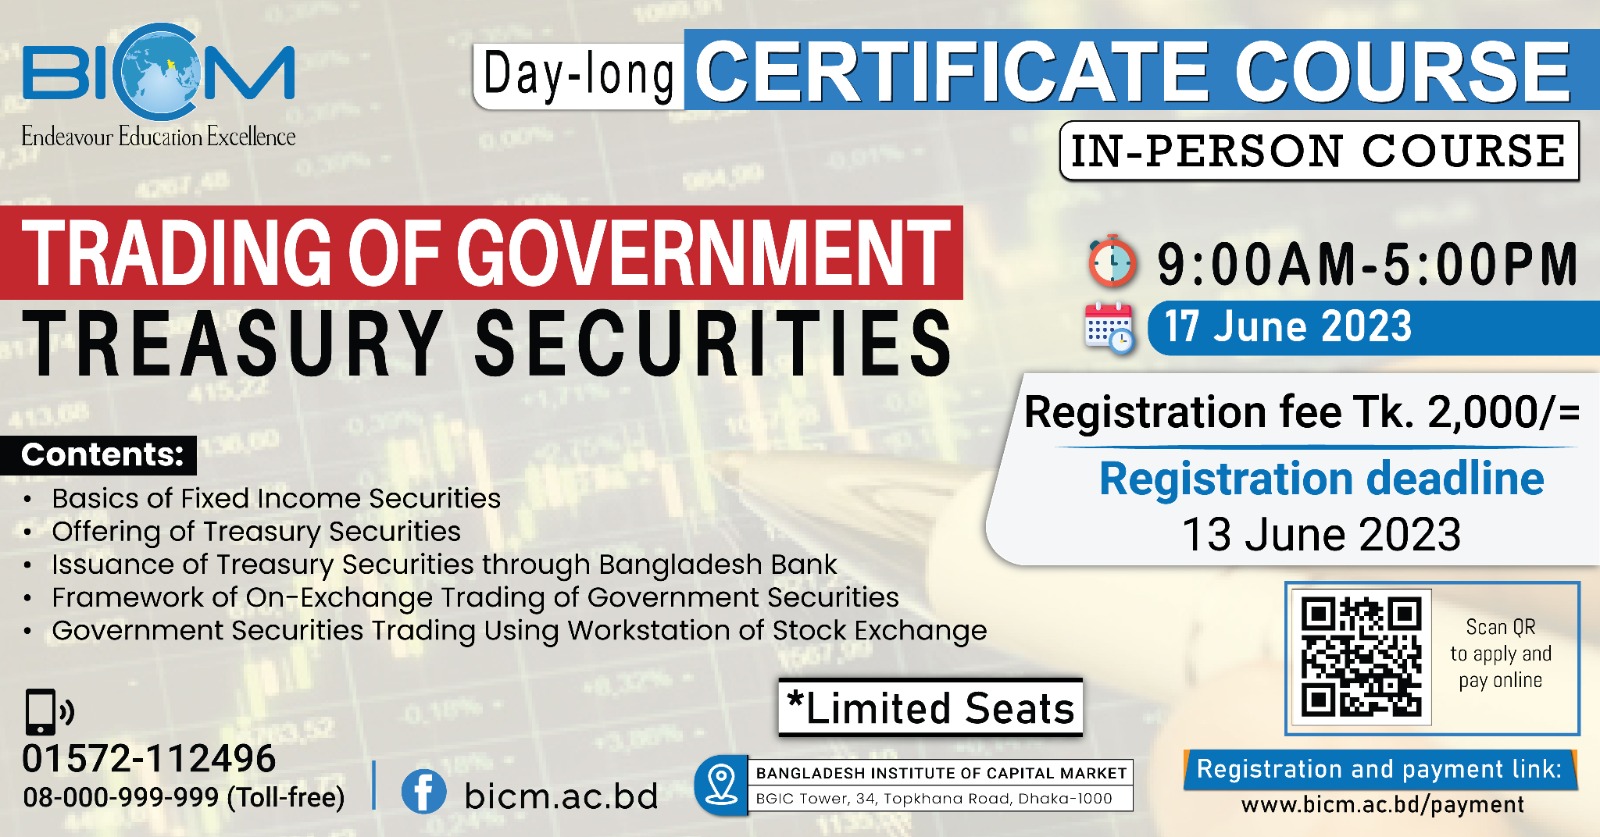 BICM
Endeavour Education Excellence
Day-long CERTIFICATE COURSE
IN-PERSON COURSE
TRADING OF GOVERNMENT
TREASURY SECURITIES
9:00AM-5:00PM
17 June 2023
Registration fee Tk. 2,000/=
Registration deadline
13 June 2023
Contents:
• Basics of Fixed Income Securities
• Offering of Treasury Securities
• Issuance of Treasury Securities through Bangladesh Bank
• Framework of On-Exchange Trading of Government Securities
• Government Securities Trading Using Workstation of Stock Exchange
Scan QR
to apply and
pay online
*Limited Seats
01572-112496
08-000-999-999 (Toll-free)
bicm.ac.bd
BANGLADESH INSTITUTE OF CAPITAL MARKET
BGIC Tower, 34, Topkhana Road, Dhaka-1000
Registration and payment link:
www.bicm.ac.bd/payment